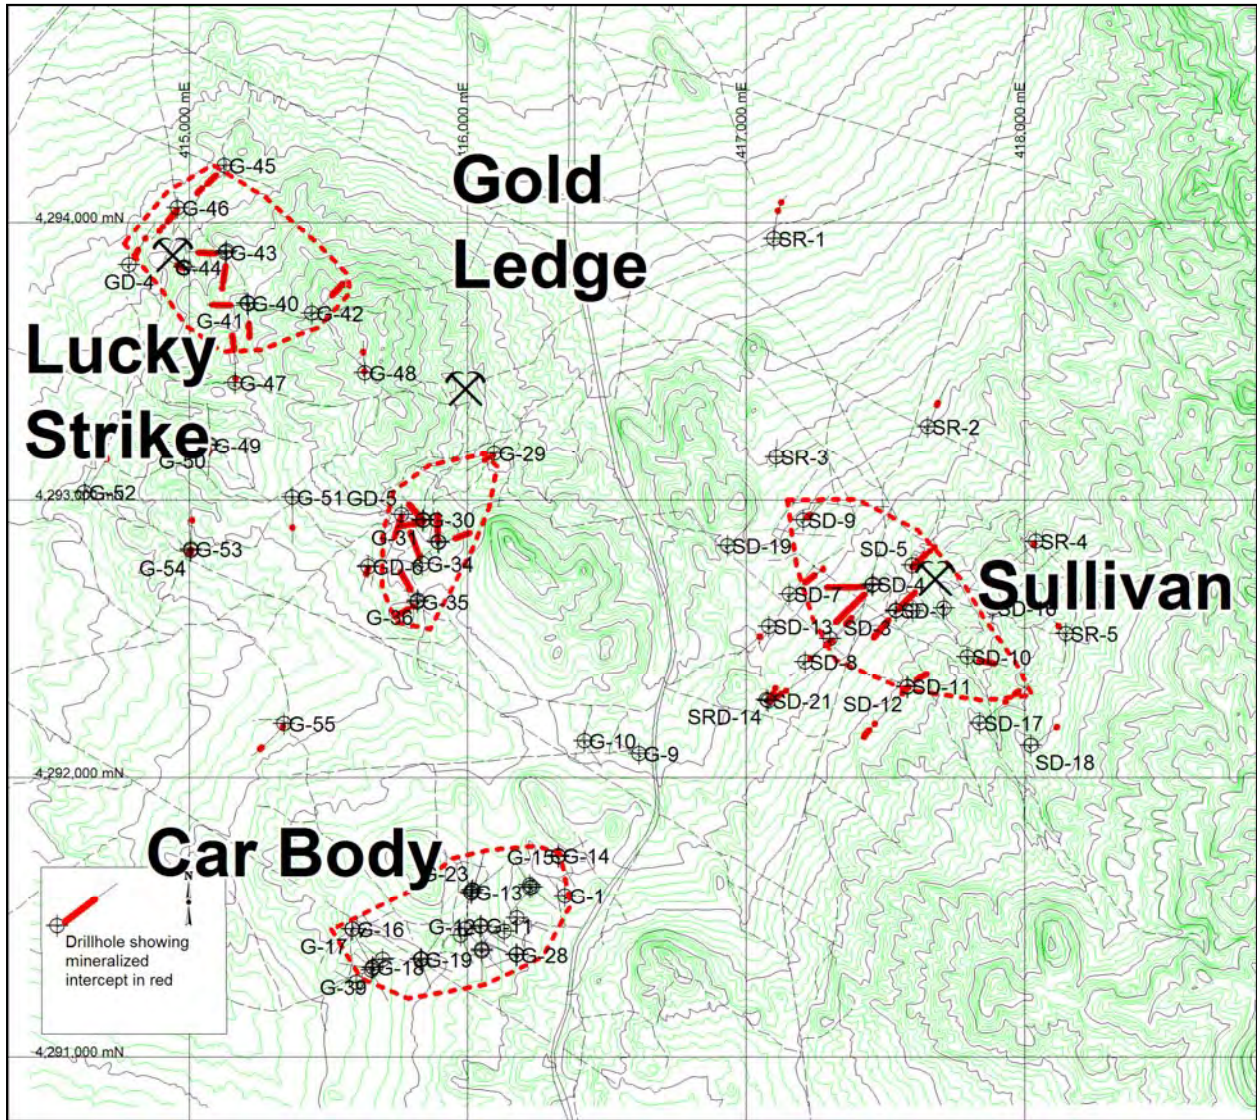 415,000 mE
416,000 mE
417,000 mE
418,000 mE
Gold
Ledge
G-45
G-46
4,294,000 mN
SR-1
G-43
G-44
GD-4
G-40
G-41
G-42
Lucky
Strike
G-47
G-48
SR-2
G-49
G-50
G-29
SR-3
G-52
4,293,000 mN
G-51
GD-5
G-30
SD-9
G-31
SD-19
SD-5
SR-4
G-53
G-54
GD-6
G-34
SD-4
Sullivan
SD-7
G-35
G-36
SD-13
SD-3
SR-5
SD-10
SD-8
SD-11
SD-12
SD-21
SRD-14
G-55
SD-17
G-10
G-9
SD-18
4,292,000 mN
Car Body
G-15
G-14
G-23
G-13
G-1
N
G-16
G-12
G-11
G-17
G-18
G-19
G-28
G-39
Drillhole showing
mineralized
intercept in red
4,291,000 mN